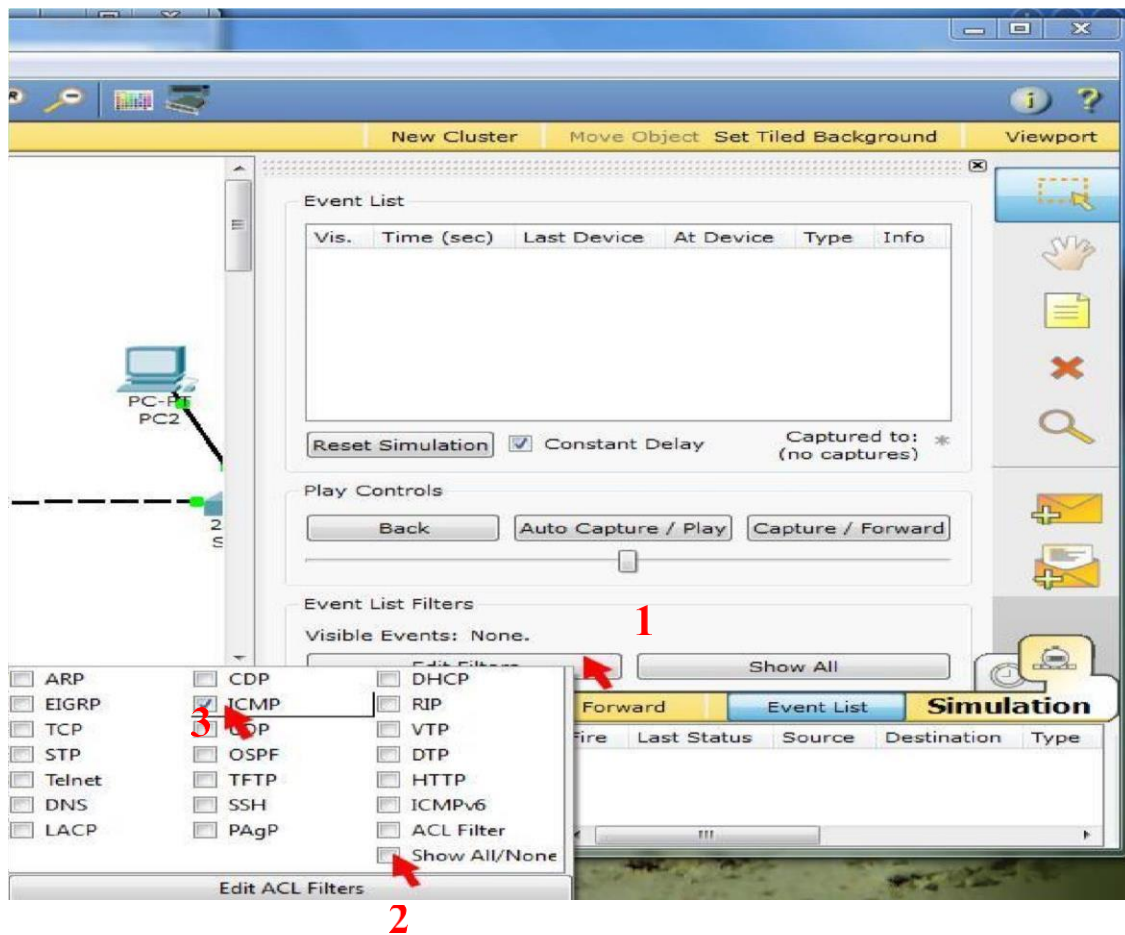 New Cluster Move Object Set Tiled Background Viewport
Event List
Vis. Time (sec) Last Device At Device Type Info
PC-PT
PC2
Reset Simulation Constant Delay Captured to: *
(no captures)
Play Controls
2
S
Back Auto Capture / Play Capture / Forward
Event List Filters
1
Visible Events: None.
Edit Filters Show All
ARP CDP DHCP
EIGRP ICMP RIP
3
TCP UDP VTP
STP OSPF DTP
Telnet TFTP HTTP
DNS SSH ICMPv6
LACP PAgP ACL Filter
Show All/None
Edit ACL Filters
2
Forward Event List Simulation
Fire Last Status Source Destination Type